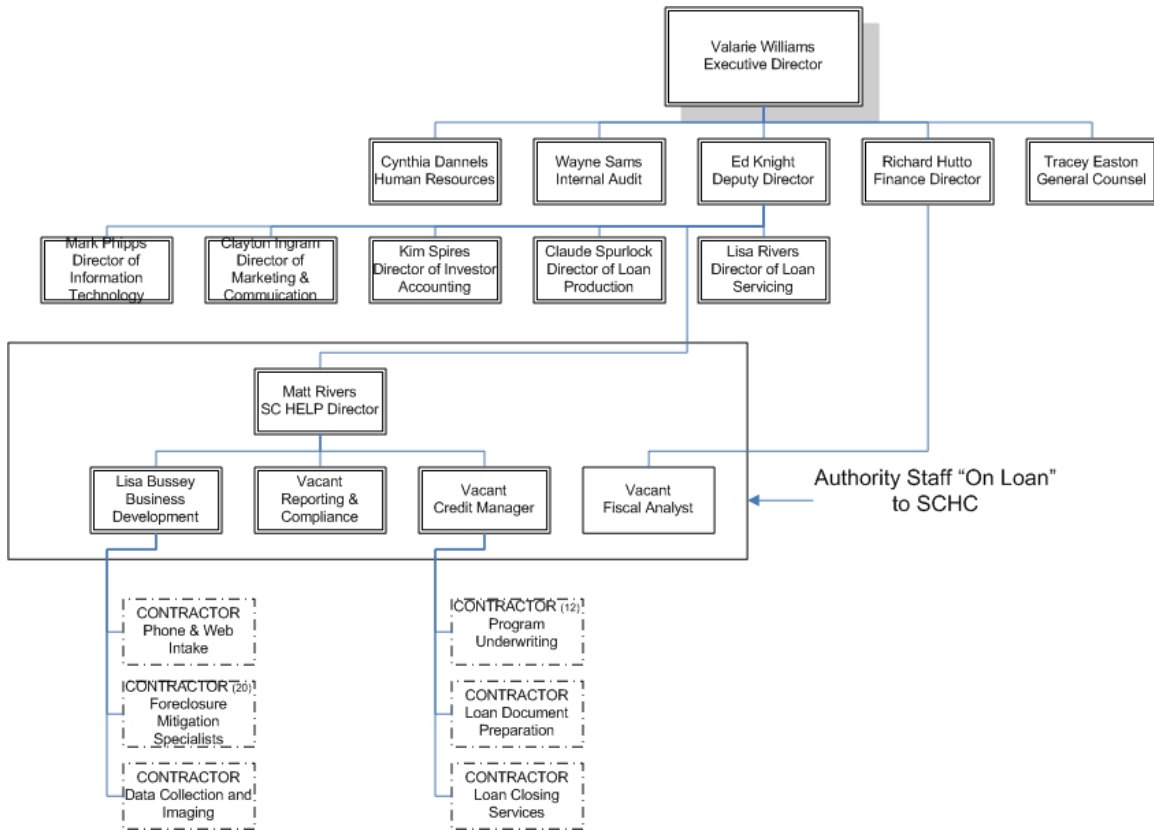 Valarie Williams
Executive Director
Cynthia Dannels
Human Resources
Wayne Sams
Internal Audit
Ed Knight
Deputy Director
Richard Hutto
Finance Director
Tracey Easton
General Counsel
Mark Phipps
Director of
Information
Technology
Clayton Ingram
Director of
Marketing &
Commuication
Kim Spires
Director of Investor
Accounting
Claude Spurlock
Director of Loan
Production
Lisa Rivers
Director of Loan
Servicing
Matt Rivers
SC HELP Director
Lisa Bussey
Business
Development
Vacant
Reporting &
Compliance
Vacant
Credit Manager
Vacant
Fiscal Analyst
Authority Staff “On Loan”
to SCHC
CONTRACTOR
Phone & Web
Intake
CONTRACTOR (20)
Foreclosure
Mitigation
Specialists
CONTRACTOR
Data Collection and
Imaging
CONTRACTOR (12)
Program
Underwriting
CONTRACTOR
Loan Document
Preparation
CONTRACTOR
Loan Closing
Services